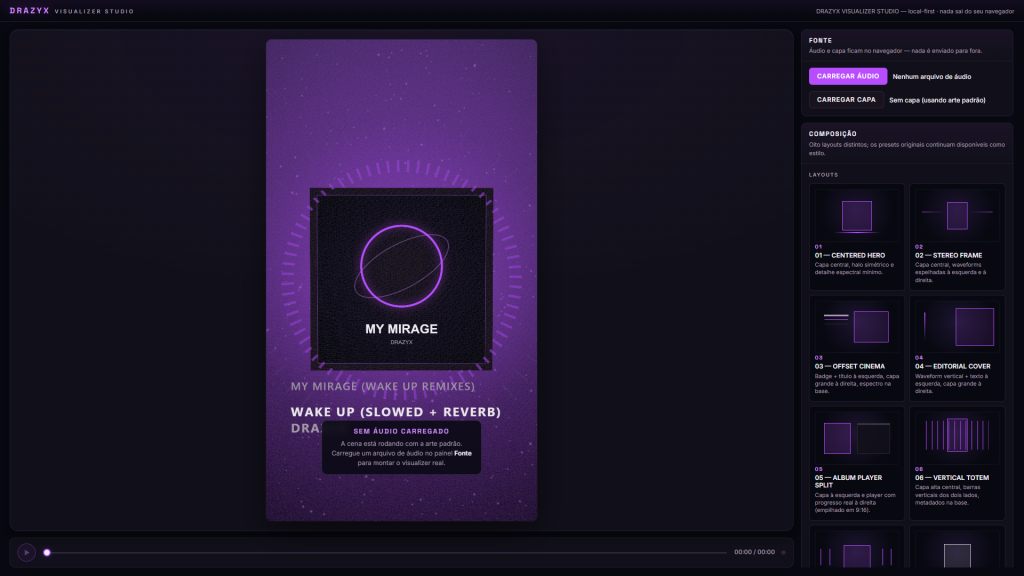 DRAZYX VISUALIZER STUDIO
DRAZYX VISUALIZER STUDIO — local-first · nada sai do seu navegador
MY MIRAGE
DRAZYX
MY MIRAGE (WAKE UP REMIXES)
WAKE UP (SLOWED + REVERB)
DRA
SEM ÁUDIO CARREGADO
A cena está rodando com a arte padrão.
Carregue um arquivo de áudio no painel Fonte
para montar o visualizer real.
00:00 / 00:00
FONTE
Áudio e capa ficam no navegador — nada é enviado para fora.
CARREGAR ÁUDIO
Nenhum arquivo de áudio
CARREGAR CAPA
Sem capa (usando arte padrão)
COMPOSIÇÃO
Oito layouts distintos; os presets originais continuam disponíveis como
estilo.
LAYOUTS
01
01 — CENTERED HERO
Capa central, halo simétrico e
detalhe espectral mínimo.
02
02 — STEREO FRAME
Capa central, waveforms
espelhadas à esquerda e à
direita.
03
03 — OFFSET CINEMA
Badge + título à esquerda, capa
grande à direita, espectro na
base.
04
04 — EDITORIAL COVER
Waveform vertical + texto à
esquerda, capa grande à
direita.
05
05 — ALBUM PLAYER
SPLIT
Capa à esquerda e player com
progresso real à direita
(empilhado em 9:16).
06
06 — VERTICAL TOTEM
Capa alta central, barras
verticais dos dois lados,
metadados na base.